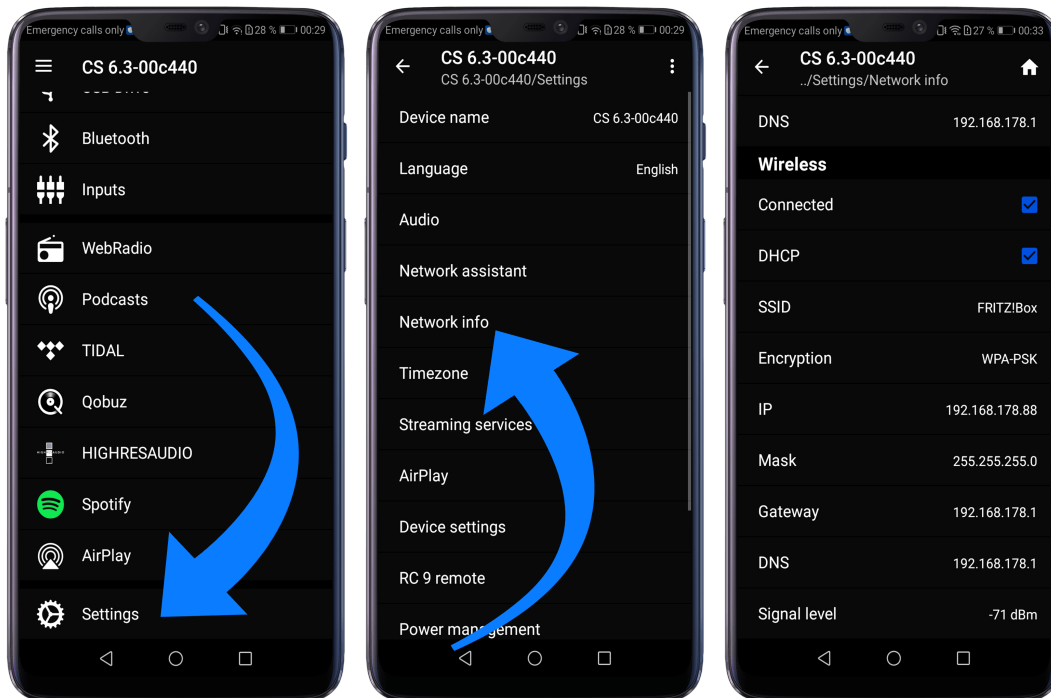 Emergency calls only
28 %
00:29
CS 6.3-00c440
Bluetooth
Inputs
WebRadio
Podcasts
TIDAL
Qobuz
HIGHRESAUDIO
Spotify
AirPlay
Settings
Emergency calls only
28 %
00:29
CS 6.3-00c440
CS 6.3-00c440/Settings
Device name CS 6.3-00c440
Language English
Audio
Network assistant
Network info
Timezone
Streaming services
AirPlay
Device settings
RC 9 remote
Power management
Emergency calls only
27 %
00:33
CS 6.3-00c440
../Settings/Network info
DNS 192.168.178.1
Wireless
Connected
DHCP
SSID FRITZ!Box
Encryption WPA-PSK
IP 192.168.178.88
Mask 255.255.255.0
Gateway 192.168.178.1
DNS 192.168.178.1
Signal level -71 dBm